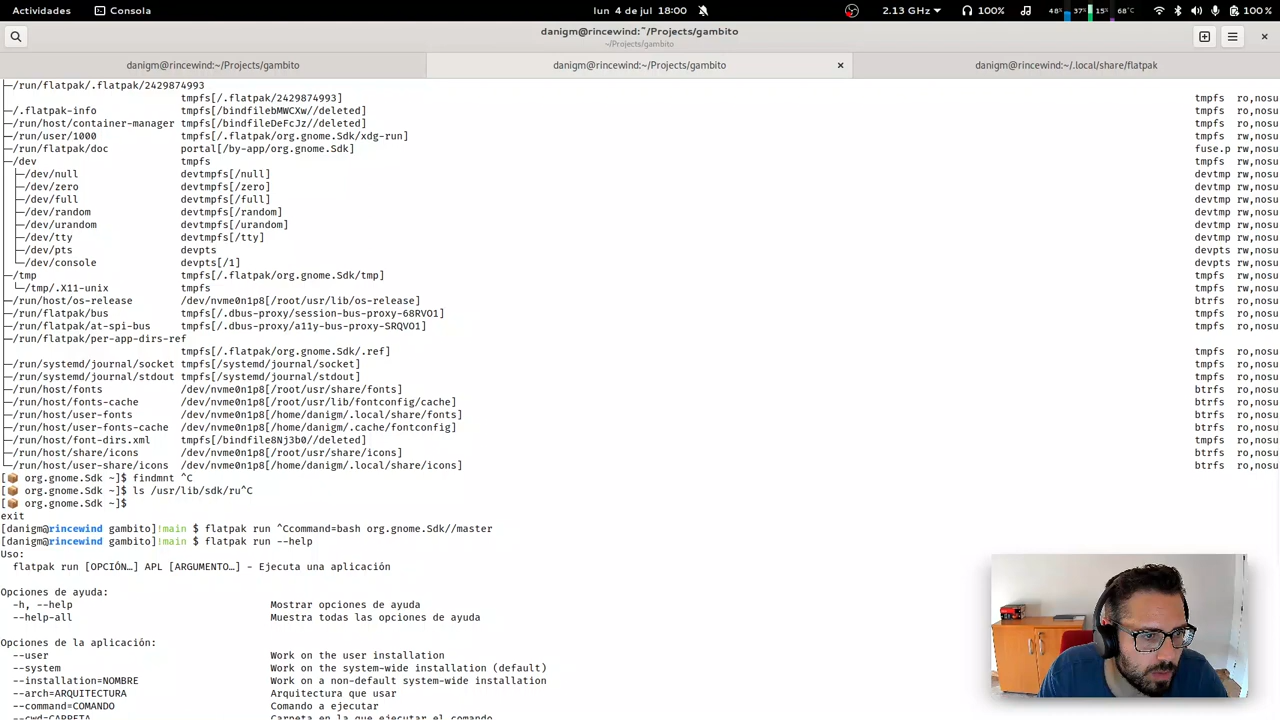 Actividades Consola lun 4 de jul 18:00 2.13 GHz 100% 48% 37% 15% 68°C 100 %
danigm@rincewind:~/Projects/gambito
~/Projects/gambito
danigm@rincewind:~/Projects/gambito danigm@rincewind:~/Projects/gambito × danigm@rincewind:~/.local/share/flatpak
├─/run/flatpak/.flatpak/2429874993
│ tmpfs[/.flatpak/2429874993] tmpfs ro,nosu
├─/.flatpak-info tmpfs[/bindfilebMWCXw//deleted] tmpfs ro,nosu
├─/run/host/container-manager tmpfs[/bindfileDeFcJz//deleted] tmpfs ro,nosu
├─/run/user/1000 tmpfs[/.flatpak/org.gnome.Sdk/xdg-run] tmpfs rw,nosu
├─/run/flatpak/doc portal[/by-app/org.gnome.Sdk] fuse.p rw,nosu
├─/dev tmpfs tmpfs rw,nosu
│ ├─/dev/null devtmpfs[/null] devtmp rw,nosu
│ ├─/dev/zero devtmpfs[/zero] devtmp rw,nosu
│ ├─/dev/full devtmpfs[/full] devtmp rw,nosu
│ ├─/dev/random devtmpfs[/random] devtmp rw,nosu
│ ├─/dev/urandom devtmpfs[/urandom] devtmp rw,nosu
│ ├─/dev/tty devtmpfs[/tty] devtmp rw,nosu
│ ├─/dev/pts devpts devpts rw,nosu
│ └─/dev/console devpts[/1] devpts rw,nosu
├─/tmp tmpfs[/.flatpak/org.gnome.Sdk/tmp] tmpfs rw,nosu
│ └─/tmp/.X11-unix tmpfs tmpfs rw,nosu
├─/run/host/os-release /dev/nvme0n1p8[/root/usr/lib/os-release] btrfs ro,nosu
├─/run/flatpak/bus tmpfs[/.dbus-proxy/session-bus-proxy-68RVO1] tmpfs ro,nosu
├─/run/flatpak/at-spi-bus tmpfs[/.dbus-proxy/a11y-bus-proxy-SRQVO1] tmpfs ro,nosu
├─/run/flatpak/per-app-dirs-ref
│ tmpfs[/.flatpak/org.gnome.Sdk/.ref] tmpfs ro,nosu
├─/run/systemd/journal/socket tmpfs[/systemd/journal/socket] tmpfs ro,nosu
├─/run/systemd/journal/stdout tmpfs[/systemd/journal/stdout] tmpfs ro,nosu
├─/run/host/fonts /dev/nvme0n1p8[/root/usr/share/fonts] btrfs ro,nosu
├─/run/host/fonts-cache /dev/nvme0n1p8[/root/usr/lib/fontconfig/cache] btrfs ro,nosu
├─/run/host/user-fonts /dev/nvme0n1p8[/home/danigm/.local/share/fonts] btrfs ro,nosu
├─/run/host/user-fonts-cache /dev/nvme0n1p8[/home/danigm/.cache/fontconfig] btrfs ro,nosu
├─/run/host/font-dirs.xml tmpfs[/bindfile8Nj3b0//deleted] tmpfs ro,nosu
├─/run/host/share/icons /dev/nvme0n1p8[/root/usr/share/icons] btrfs ro,nosu
└─/run/host/user-share/icons /dev/nvme0n1p8[/home/danigm/.local/share/icons] btrfs ro,nosu
[📦 org.gnome.Sdk ~]$ findmnt ^C
[📦 org.gnome.Sdk ~]$ ls /usr/lib/sdk/ru^C
[📦 org.gnome.Sdk ~]$
exit
[danigm@rincewind gambito]!main $ flatpak run ^Ccommand=bash org.gnome.Sdk//master
[danigm@rincewind gambito]!main $ flatpak run --help
Uso:
flatpak run [OPCIÓN…] APL [ARGUMENTO…] - Ejecuta una aplicación
Opciones de ayuda:
-h, --help Mostrar opciones de ayuda
--help-all Muestra todas las opciones de ayuda
Opciones de la aplicación:
--user Work on the user installation
--system Work on the system-wide installation (default)
--installation=NOMBRE Work on a non-default system-wide installation
--arch=ARQUITECTURA Arquitectura que usar
--command=COMANDO Comando a ejecutar
--cwd=CARPETA Carpeta en la que ejecutar el comando